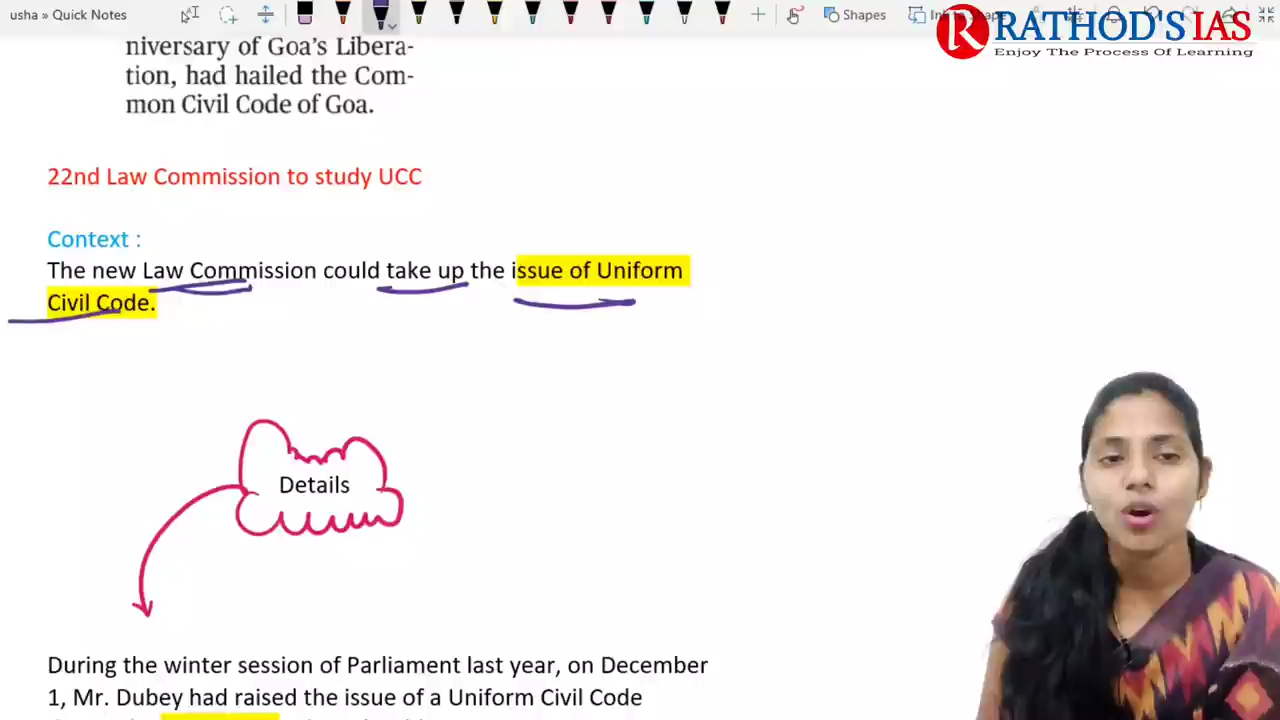 usha » Quick Notes
Shapes
RATHOD'S IAS
Enjoy The Process Of Learning
niversary of Goa's Libera-
tion, had hailed the Com-
mon Civil Code of Goa.
22nd Law Commission to study UCC
Context :
The new Law Commission could take up the issue of Uniform
Civil Code.
Details
During the winter session of Parliament last year, on December
1, Mr. Dubey had raised the issue of a Uniform Civil Code